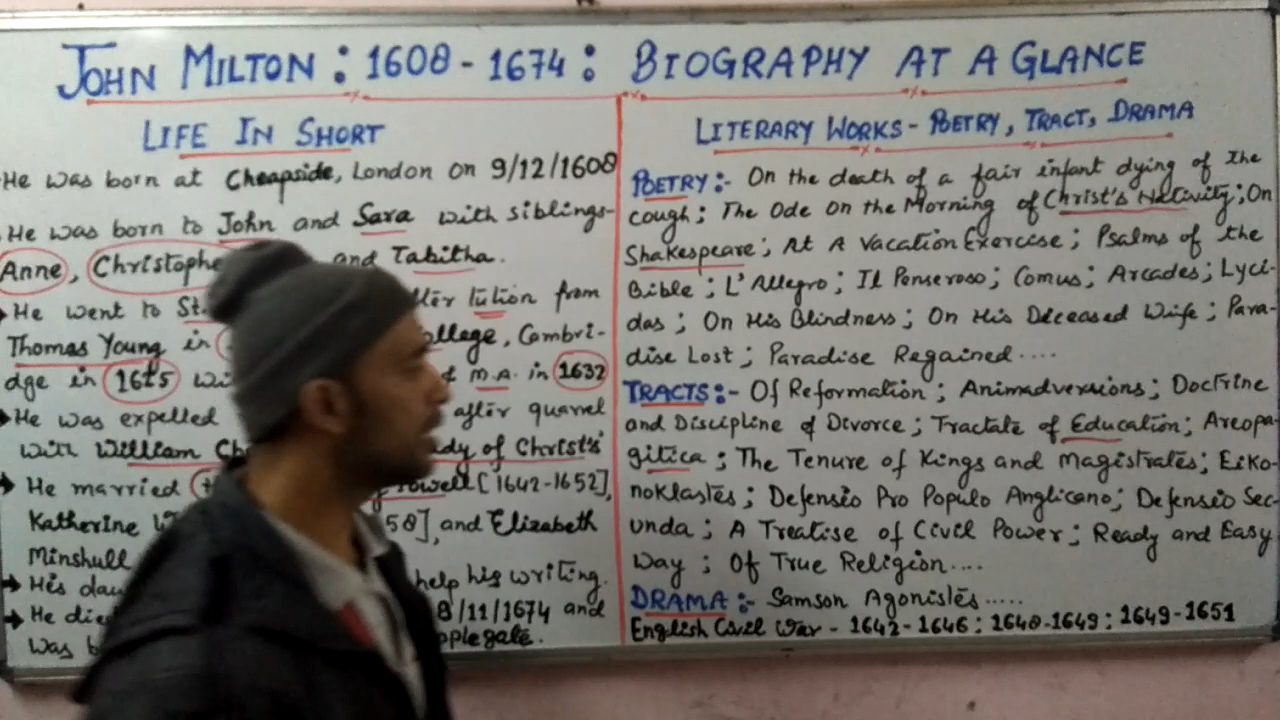 JOHN MILTON : 1608 - 1674 : BIOGRAPHY AT A GLANCE
LIFE IN SHORT
He was born at Cheapside, London on 9/12/1608
He was born to John and Sara with siblings-
Anne, and Tabitha.
He went to St. tution from
Thomas Young in Cambri-
dge in 1625 M.A. in 1632
He was expelled after quarrel
with William of Christ's
He married Powell [1642-1652],
Katherine 58], and Elizabeth
Minshull
His help his writing.
He died 8/11/1674 and
was
LITERARY WORKS - POETRY, TRACT, DRAMA
POETRY :- On the death of a fair infant dying of the
cough ; The Ode on the Morning of Christ's Nativity ; On
Shakespeare ; At A Vacation Exercise ; Psalms of the
Bible ; L'Allegro ; Il Penseroso ; Comus ; Arcades ; Lyci-
das ; On His Blindness ; On His Deceased Wife ; Para-
dise Lost ; Paradise Regained ....
TRACTS :- Of Reformation ; Animadversions ; Doctrine
and Discipline of Divorce ; Tractate of Education ; Areopa-
gitica ; The Tenure of Kings and Magistrates ; Eiko-
noklastes ; Defensio Pro Populo Anglicano ; Defensio Sec
unda ; A Treatise of Civil Power ; Ready and Easy
Way ; Of True Religion ....
DRAMA :- Samson Agonistes .....
English Civil War - 1642-1646 : 1648-1649 : 1649-1651